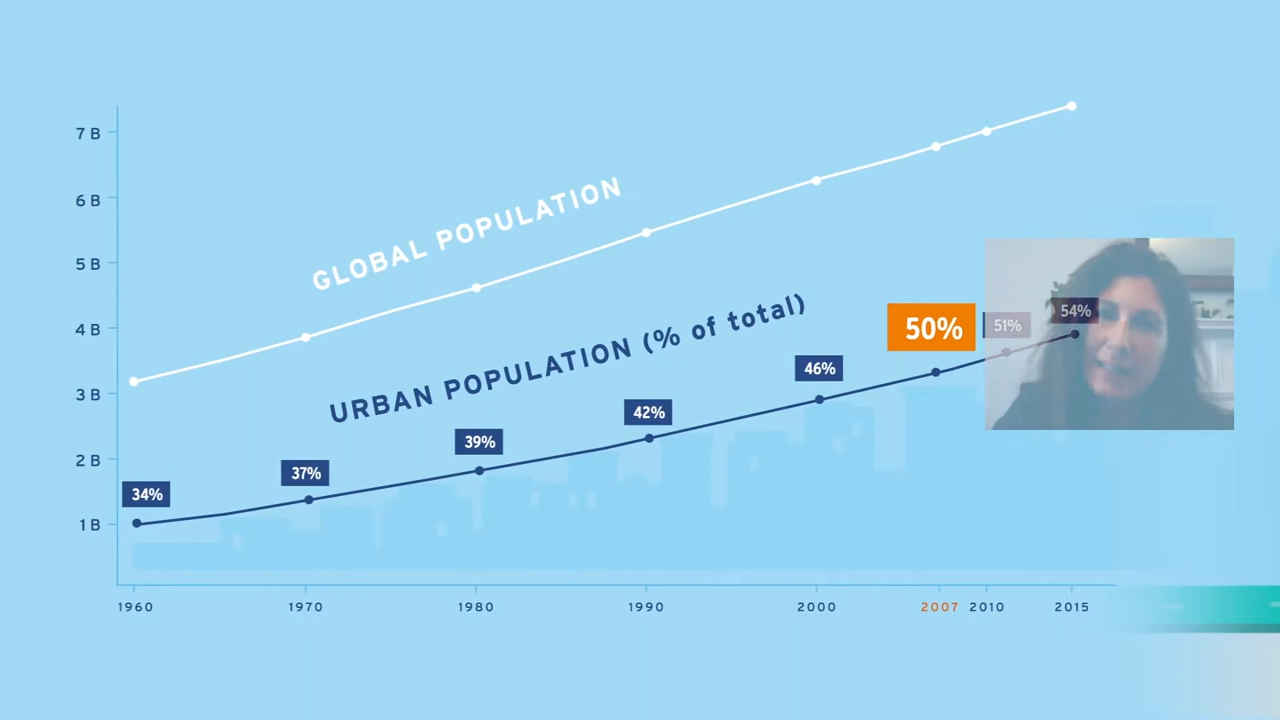 7 B
6 B
5 B
4 B
3 B
2 B
1 B
GLOBAL POPULATION
URBAN POPULATION (% of total)
34%
37%
39%
42%
46%
50%
51%
54%
1960
1970
1980
1990
2000
2007
2010
2015